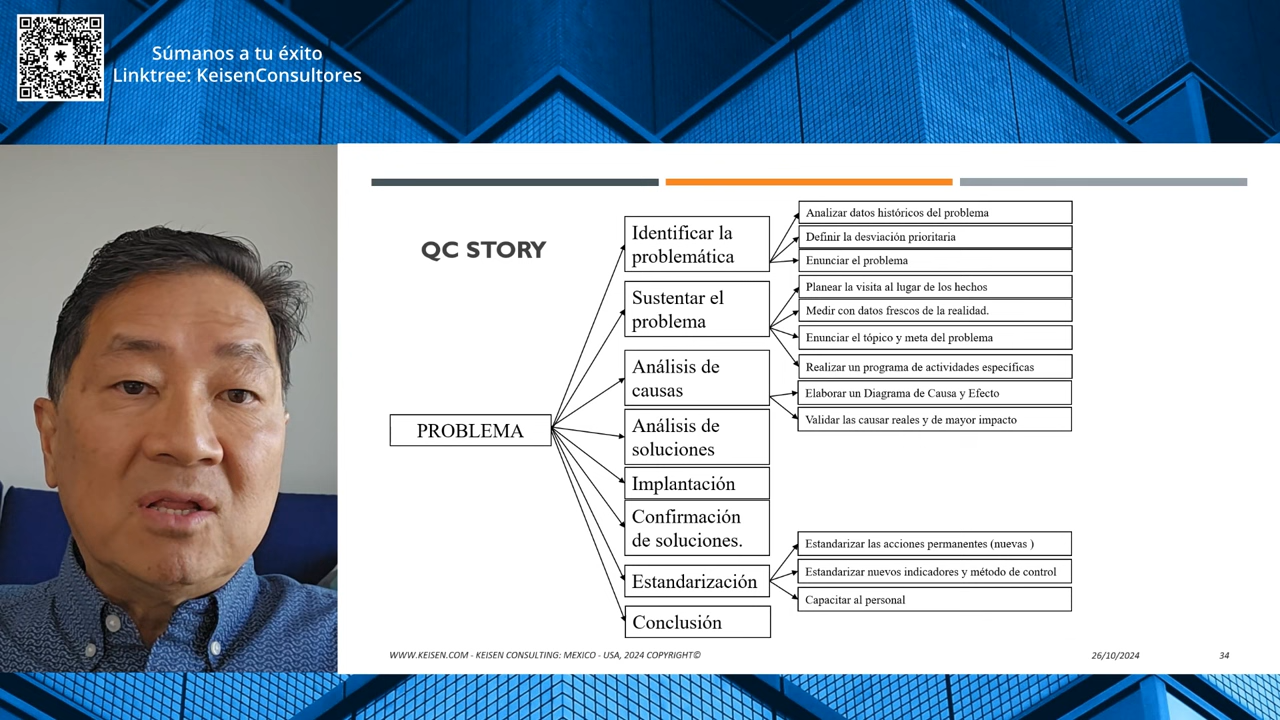 Súmanos a tu éxito
Linktree: KeisenConsultores
QC STORY
PROBLEMA
Identificar la
problemática
Analizar datos históricos del problema
Definir la desviación prioritaria
Enunciar el problema
Sustentar el
problema
Planear la visita al lugar de los hechos
Medir con datos frescos de la realidad.
Enunciar el tópico y meta del problema
Realizar un programa de actividades específicas
Análisis de
causas
Elaborar un Diagrama de Causa y Efecto
Validar las causar reales y de mayor impacto
Análisis de
soluciones
Implantación
Confirmación
de soluciones.
Estandarización
Estandarizar las acciones permanentes (nuevas )
Estandarizar nuevos indicadores y método de control
Capacitar al personal
Conclusión
WWW.KEISEN.COM - KEISEN CONSULTING: MEXICO - USA, 2024 COPYRIGHT©
26/10/2024
34